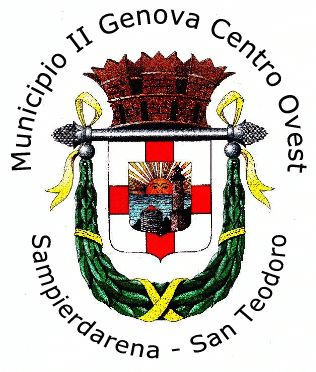 Municipio II Genova Centro Ovest
Sampierdarena - San Teodoro